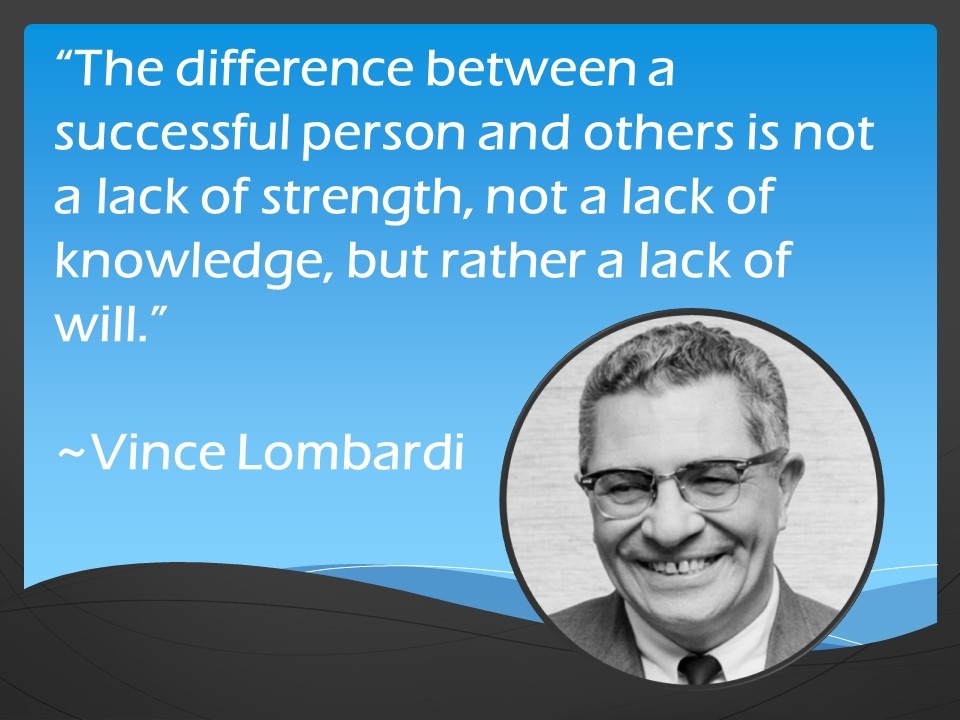 “The difference between a
successful person and others is not
a lack of strength, not a lack of
knowledge, but rather a lack of
will.”
~Vince Lombardi